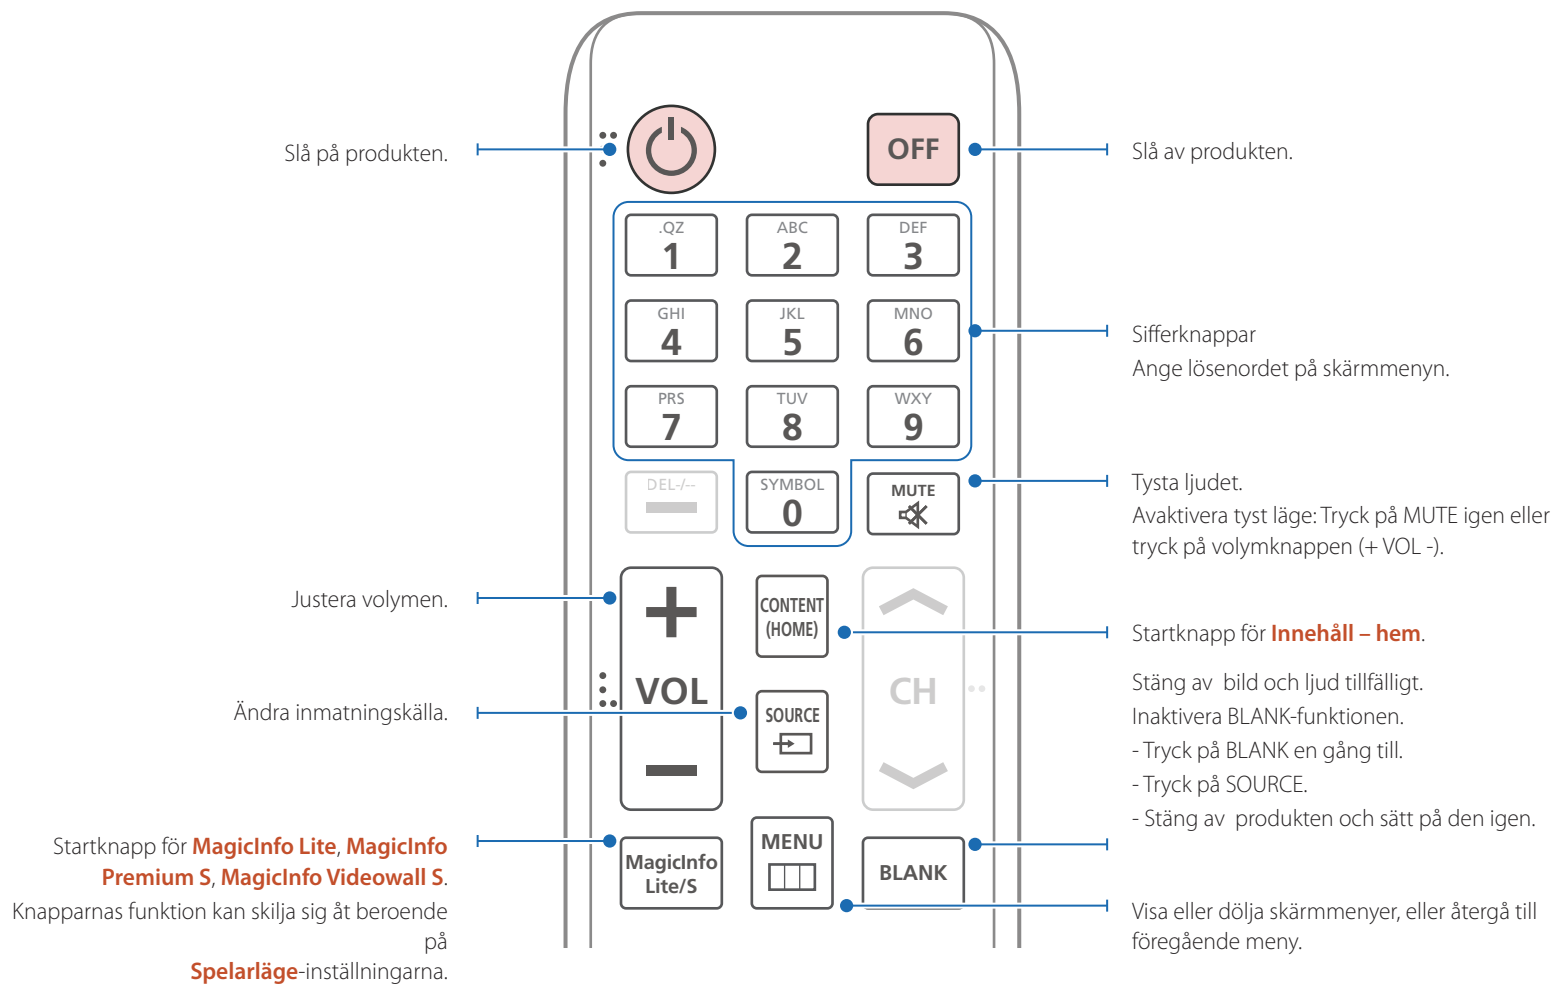 Slå på produkten.
OFF
Slå av produkten.
.QZ
1
ABC
2
DEF
3
GHI
4
JKL
5
MNO
6
Sifferknappar
Ange lösenordet på skärmmenyn.
PRS
7
TUV
8
WXY
9
DEL-/--
SYMBOL
0
MUTE
Tysta ljudet.
Avaktivera tyst läge: Tryck på MUTE igen eller
tryck på volymknappen (+ VOL -).
Justera volymen.
VOL
CONTENT
(HOME)
CH
Startknapp för Innehåll – hem.
Ändra inmatningskälla.
SOURCE
Stäng av  bild och ljud tillfälligt.
Inaktivera BLANK-funktionen.
- Tryck på BLANK en gång till.
- Tryck på SOURCE.
- Stäng av  produkten och sätt på den igen.
Startknapp för MagicInfo Lite, MagicInfo
Premium S, MagicInfo Videowall S.
Knapparnas funktion kan skilja sig åt beroende
på
Spelarläge-inställningarna.
MagicInfo
Lite/S
MENU
BLANK
Visa eller dölja skärmmenyer, eller återgå till
föregående meny.